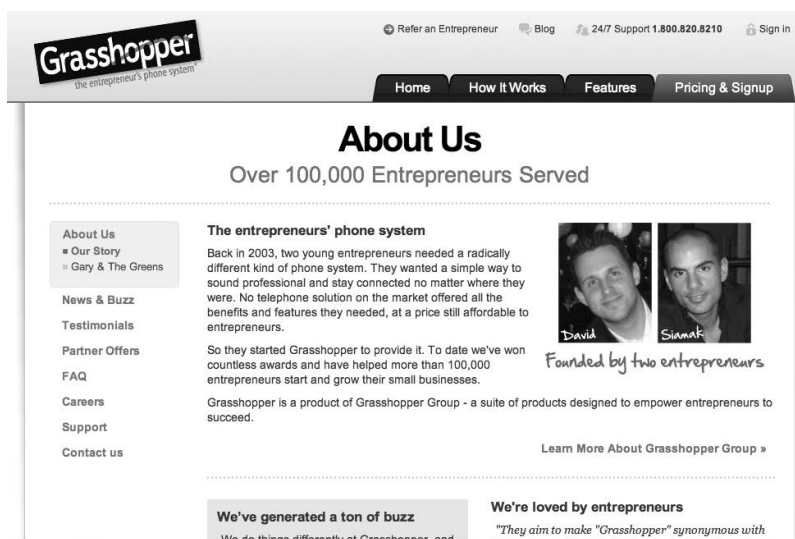 Grasshopper
the entrepreneur's phone system
Refer an Entrepreneur
Blog
24/7 Support 1.800.820.8210
Sign in
Home
How It Works
Features
Pricing & Signup
About Us
Over 100,000 Entrepreneurs Served
About Us
Our Story
Gary & The Greens
News & Buzz
Testimonials
Partner Offers
FAQ
Careers
Support
Contact us
The entrepreneurs' phone system
Back in 2003, two young entrepreneurs needed a radically
different kind of phone system. They wanted a simple way to
sound professional and stay connected no matter where they
were. No telephone solution on the market offered all the
benefits and features they needed, at a price still affordable to
entrepreneurs.
So they started Grasshopper to provide it. To date we've won
countless awards and have helped more than 100,000
entrepreneurs start and grow their small businesses.
David
Siamak
Founded by two entrepreneurs
Grasshopper is a product of Grasshopper Group - a suite of products designed to empower entrepreneurs to
succeed.
Learn More About Grasshopper Group »
We've generated a ton of buzz
We do things differently at Grasshopper, and
We're loved by entrepreneurs
"They aim to make "Grasshopper" synonymous with